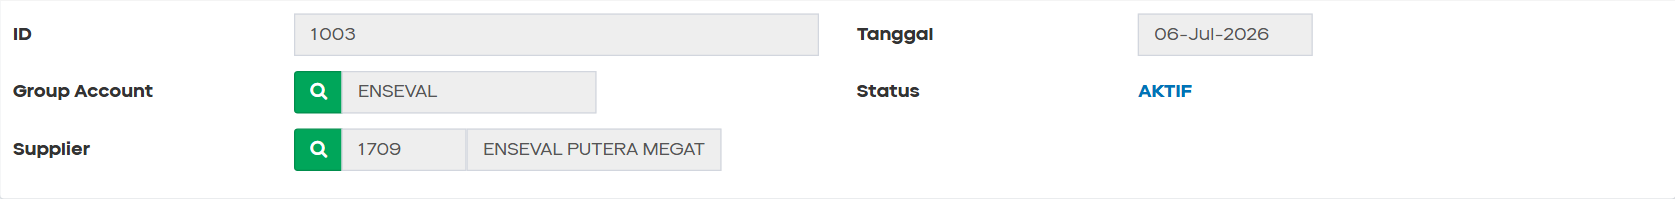 ID 1003 Tanggal 06-Jul-2026
Group Account ENSEVAL Status AKTIF
Supplier 1709 ENSEVAL PUTERA MEGAT